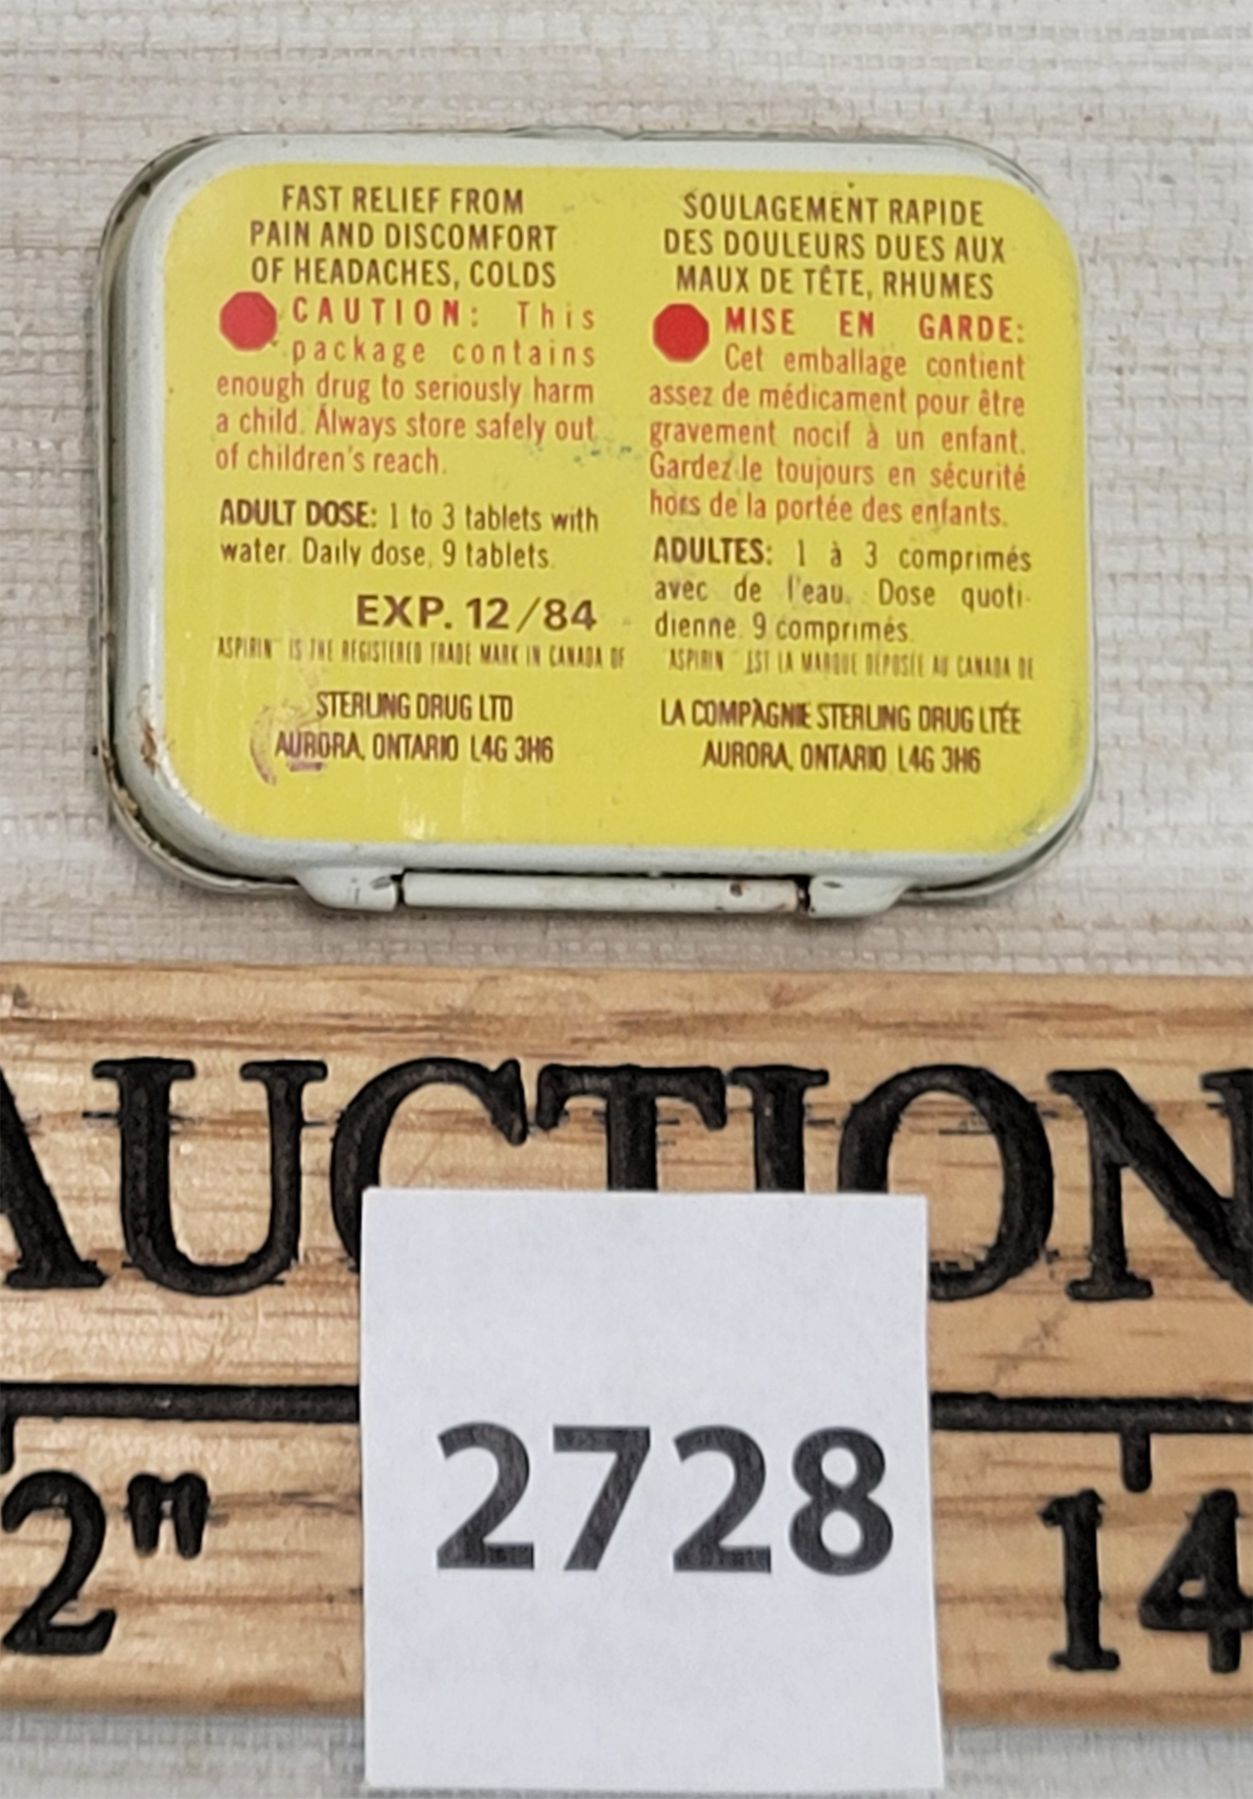 FAST RELIEF FROM
PAIN AND DISCOMFORT
OF HEADACHES, COLDS
CAUTION: This
package contains
enough drug to seriously harm
a child. Always store safely out
of children's reach.
ADULT DOSE: 1 to 3 tablets with
water. Daily dose, 9 tablets.
EXP. 12/84
ASPIRIN IS THE REGISTERED TRADE MARK IN CANADA OF
STERLING DRUG LTD
AURORA, ONTARIO L4G 3H6
SOULAGEMENT RAPIDE
DES DOULEURS DUES AUX
MAUX DE TÊTE, RHUMES
MISE EN GARDE:
Cet emballage contient
assez de médicament pour être
gravement nocif à un enfant.
Gardez-le toujours en sécurité
hors de la portée des enfants.
ADULTES: 1 à 3 comprimés
avec de l'eau. Dose quoti-
dienne, 9 comprimés.
ASPIRIN EST LA MARQUE DÉPOSÉE AU CANADA DE
LA COMPAGNIE STERLING DRUG LTÉE
AURORA, ONTARIO L4G 3H6
AUCTION
2"
2728
14